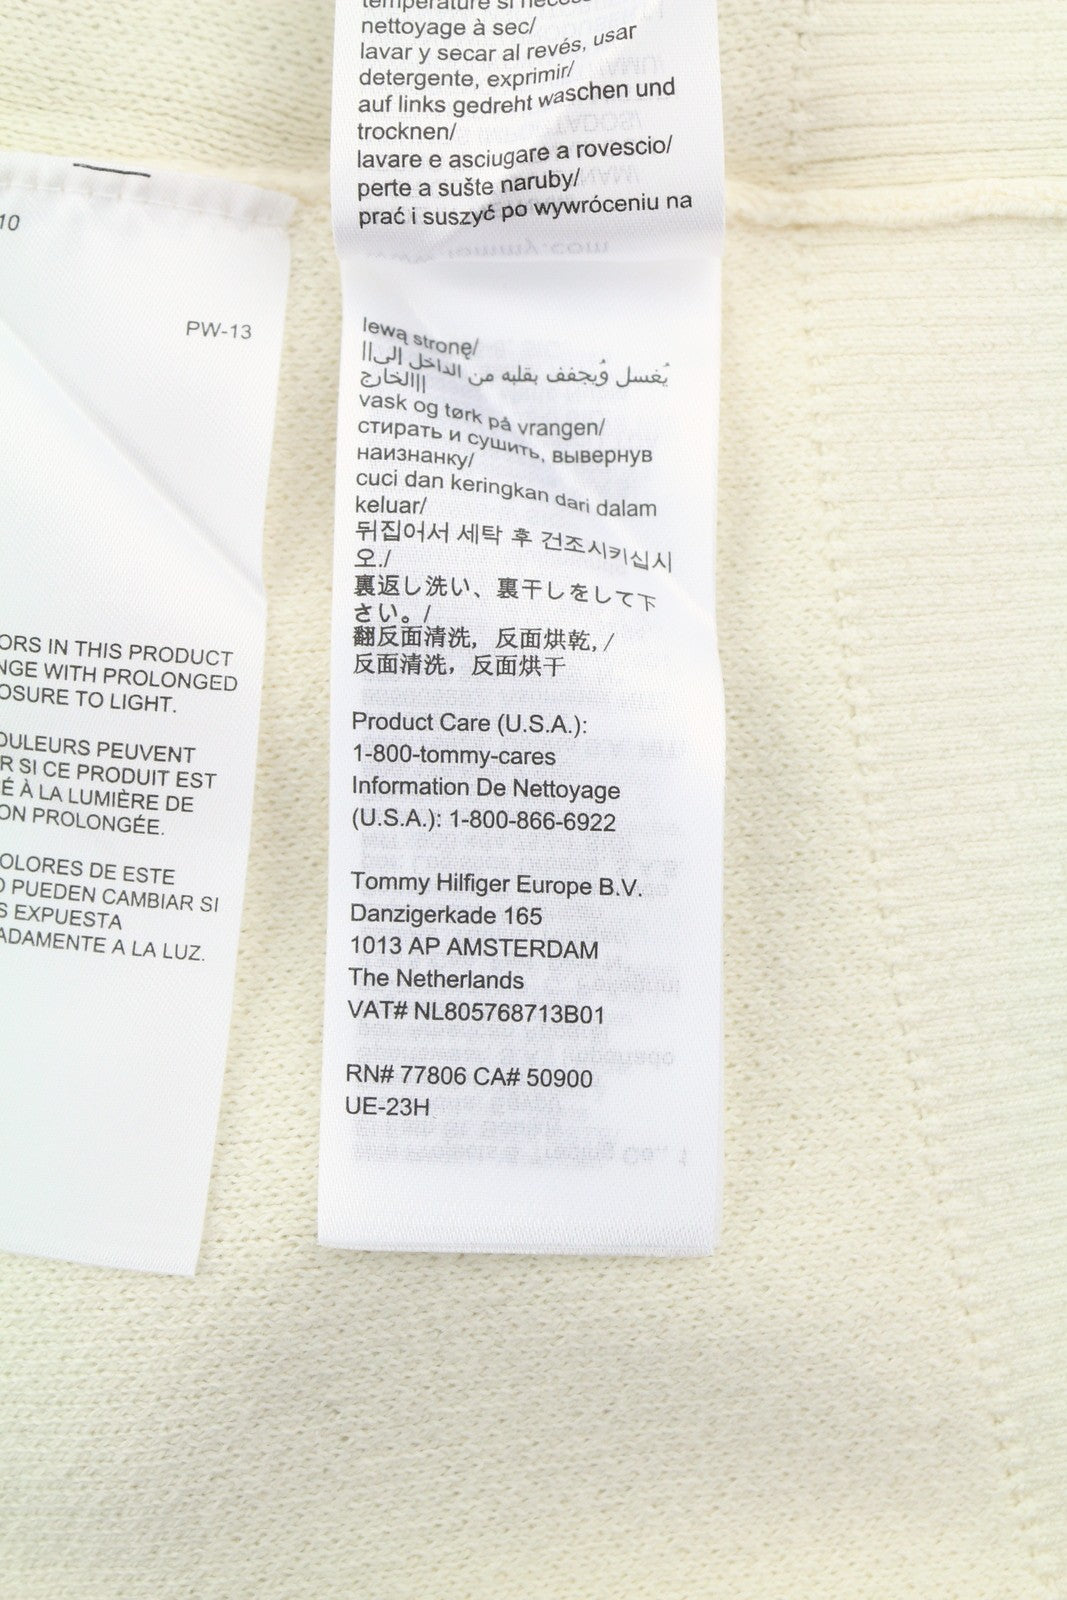 nettoyage à sec/
lavar y secar al revés, usar
detergente, exprimir/
auf links gedreht waschen und
trocknen/
lavare e asciugare a rovescio/
perte a sušte naruby/
prać i suszyć po wywróceniu na
lewą stronę/
يُغسل ويُجفف بقلبه من الداخل إلى||
|||الخارج
vask og tørk på vrangen/
стирать и сушить, вывернув
наизнанку/
cuci dan keringkan dari dalam
keluar/
뒤집어서 세탁 후 건조시키십시
오./
裏返し洗い、裏干しをして下
さい。/
翻反面清洗, 反面烘乾,/
反面清洗，反面烘干
Product Care (U.S.A.):
1-800-tommy-cares
Information De Nettoyage
(U.S.A.): 1-800-866-6922
Tommy Hilfiger Europe B.V.
Danzigerkade 165
1013 AP AMSTERDAM
The Netherlands
VAT# NL805768713B01
RN# 77806 CA# 50900
UE-23H
10
PW-13
ORS IN THIS PRODUCT
NGE WITH PROLONGED
OSURE TO LIGHT.
OULEURS PEUVENT
R SI CE PRODUIT EST
É À LA LUMIÈRE DE
ON PROLONGÉE.
OLORES DE ESTE
O PUEDEN CAMBIAR SI
S EXPUESTA
ADAMENTE A LA LUZ.